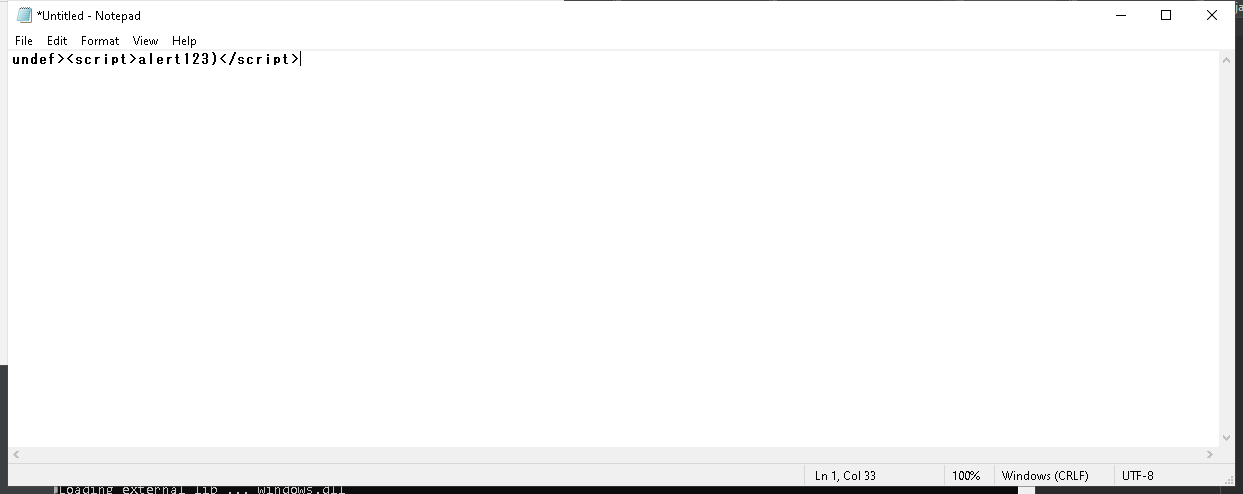 *Untitled - Notepad
File Edit Format View Help
undef><script>alert123)</script>
Ln 1, Col 33 100% Windows (CRLF) UTF-8
Loading external lib ... windows.dll